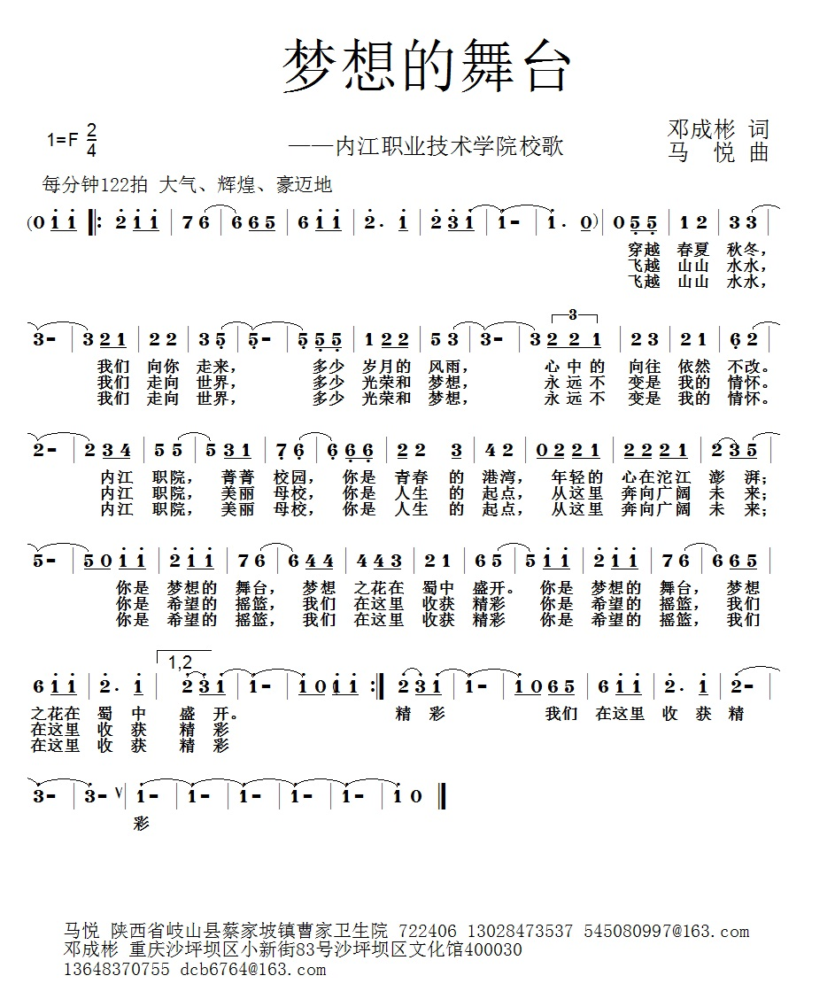 梦想的舞台
1=F 2/4
——内江职业技术学院校歌
邓成彬 词
马 悦 曲
每分钟122拍 大气、辉煌、豪迈地
(0 1 1 ‖: 2 1 1 | 7 6 | 6 6 5 | 6 1 1 | 2. 1 | 2 3 1 | 1 - | 1. 0) | 0 5 5 | 1 2 | 3 3 |
穿越 春夏 秋冬,
飞越 山山 水水,
飞越 山山 水水,
3 - | 3 2 1 | 2 2 | 3 5 | 5 - | 5 5 5 | 1 2 2 | 5 3 | 3 - | 3 2 2 1 | 2 3 | 2 1 | 6 2 |
3
我们 向你 走来, 多少 岁月的 风雨, 心中的 向往 依然 不改。
我们 走向 世界, 多少 光荣和 梦想, 永远不 变是 我的 情怀。
我们 走向 世界, 多少 光荣和 梦想, 永远不 变是 我的 情怀。
2 - | 2 3 4 | 5 5 | 5 3 1 | 7 6 | 6 6 6 | 2 2 3 | 4 2 | 0 2 2 1 | 2 2 2 1 | 2 3 5 |
内江 职院, 菁菁 校园, 你是 青春 的 港湾, 年轻的 心在沱江 澎 湃;
内江 职院, 美丽 母校, 你是 人生 的 起点, 从这里 奔向广阔 未 来;
内江 职院, 美丽 母校, 你是 人生 的 起点, 从这里 奔向广阔 未 来;
5 - | 5 0 1 1 | 2 1 1 | 7 6 | 6 4 4 | 4 4 3 | 2 1 | 6 5 | 5 1 1 | 2 1 1 | 7 6 | 6 6 5 |
你是 梦想的 舞台, 梦想 之花在 蜀中 盛开。 你是 梦想的 舞台, 梦想
你是 希望的 摇篮, 我们 在这里 收获 精彩 你是 希望的 摇篮, 我们
你是 希望的 摇篮, 我们 在这里 收获 精彩 你是 希望的 摇篮, 我们
1,2
6 1 1 | 2. 1 | 2 3 1 | 1 - | 1 0 1 1 :‖ 2 3 1 | 1 - | 1 0 6 5 | 6 1 1 | 2. 1 | 2 - |
之花在 蜀 中 盛 开。 精 彩 我们 在这里 收 获 精
在这里 收 获 精 彩
在这里 收 获 精 彩
3 - | 3 - V | 1 - | 1 - | 1 - | 1 - | 1 - | 1 0 ‖
彩
马悦 陕西省岐山县蔡家坡镇曹家卫生院 722406 13028473537 545080997@163.com
邓成彬 重庆沙坪坝区小新街83号沙坪坝区文化馆400030
13648370755 dcb6764@163.com